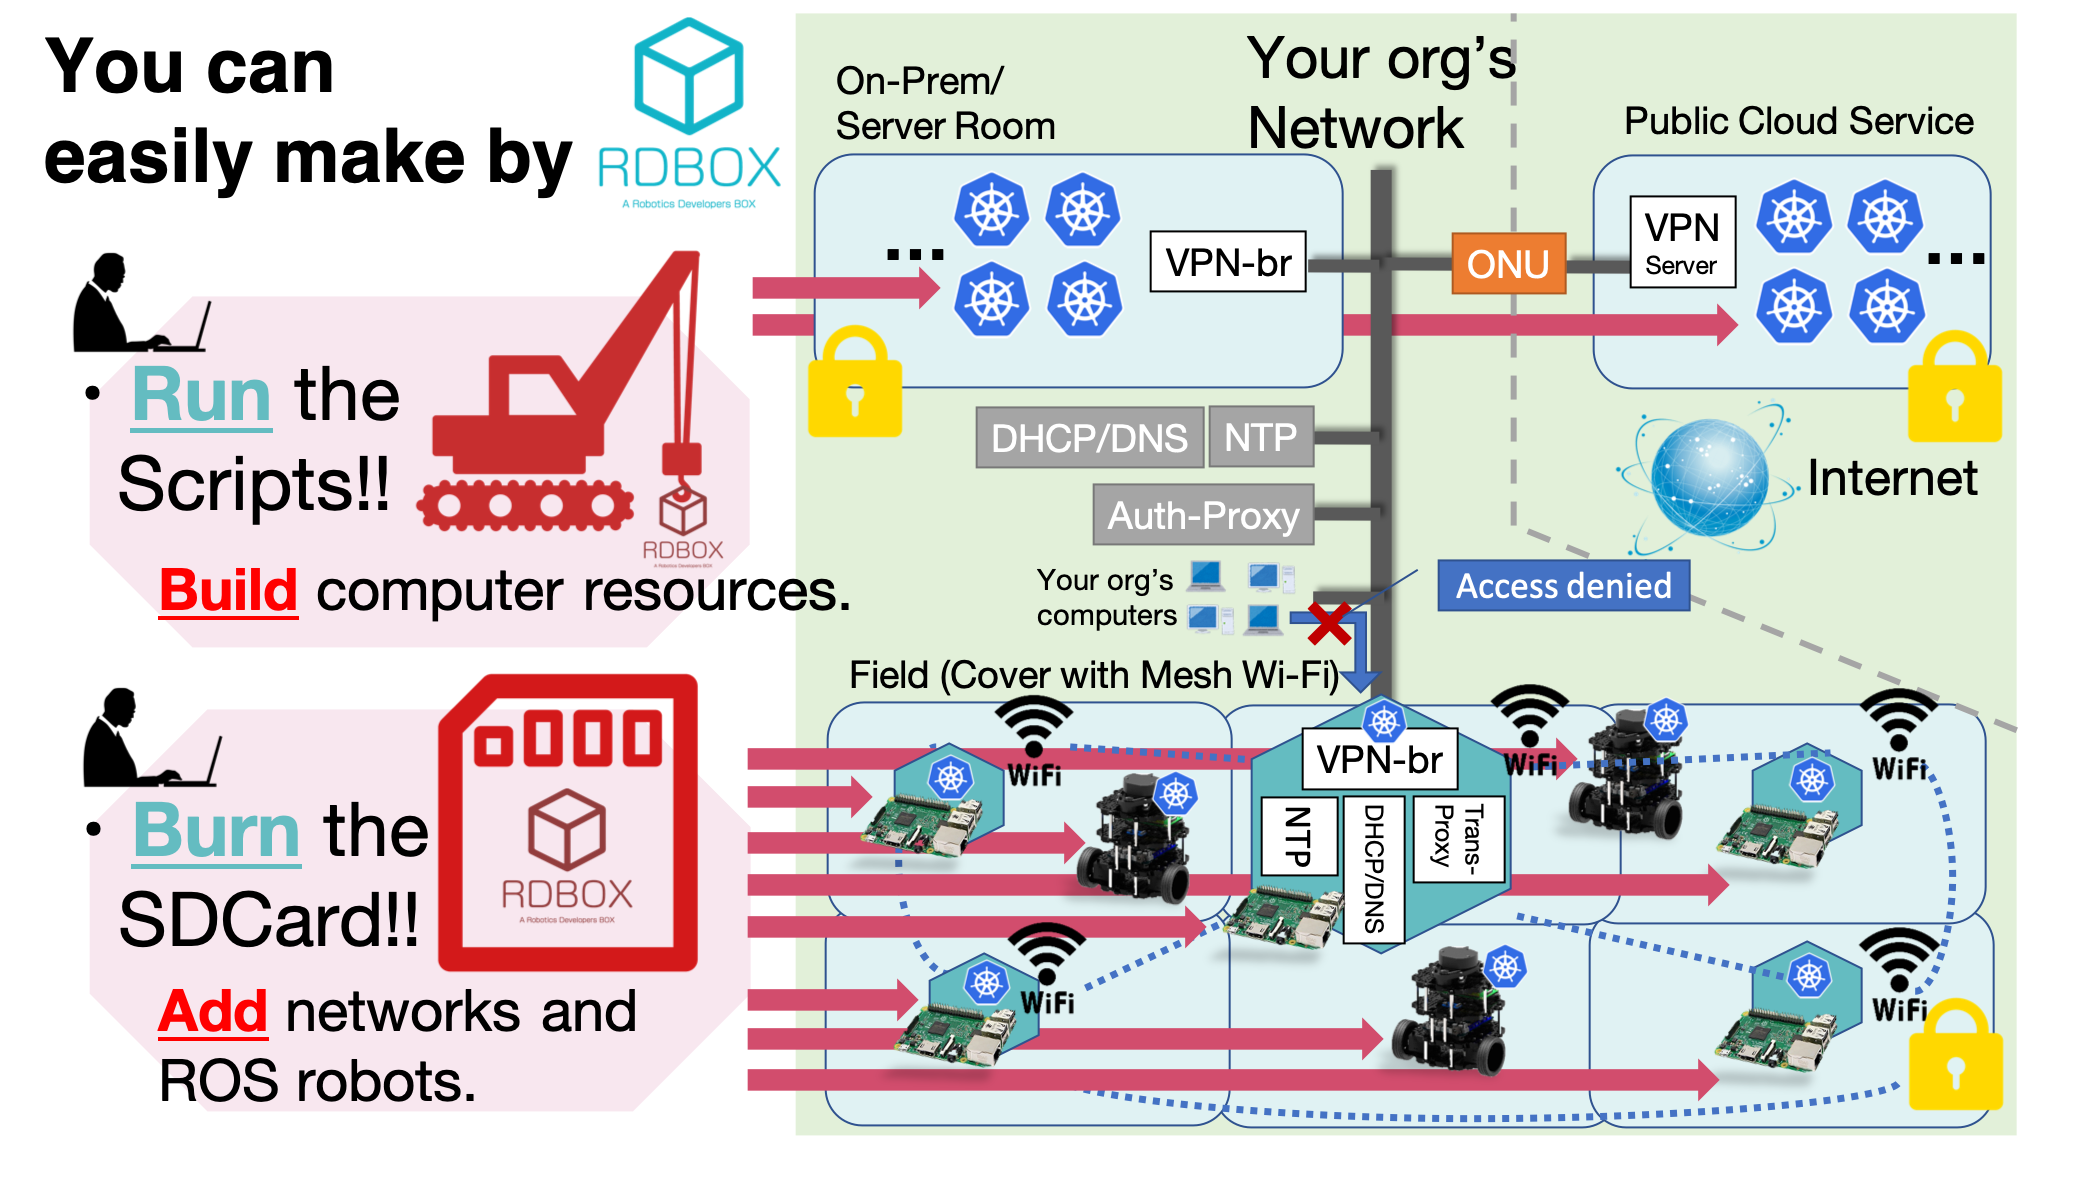 You can
easily make by
RDBOX
A Robotics Developers BOX
• Run the
Scripts!!
RDBOX
A Robotics Developers BOX
Build computer resources.
• Burn the
SDCard!!
RDBOX
A Robotics Developers BOX
Add networks and
ROS robots.
On-Prem/
Server Room
Your org's
Network
Public Cloud Service
...
VPN-br
ONU
VPN
Server
...
DHCP/DNS
NTP
Auth-Proxy
Internet
Your org's
computers
Access denied
Field (Cover with Mesh Wi-Fi)
WiFi
VPN-br
WiFi
WiFi
NTP
DHCP/DNS
Trans-
Proxy
WiFi
WiFi